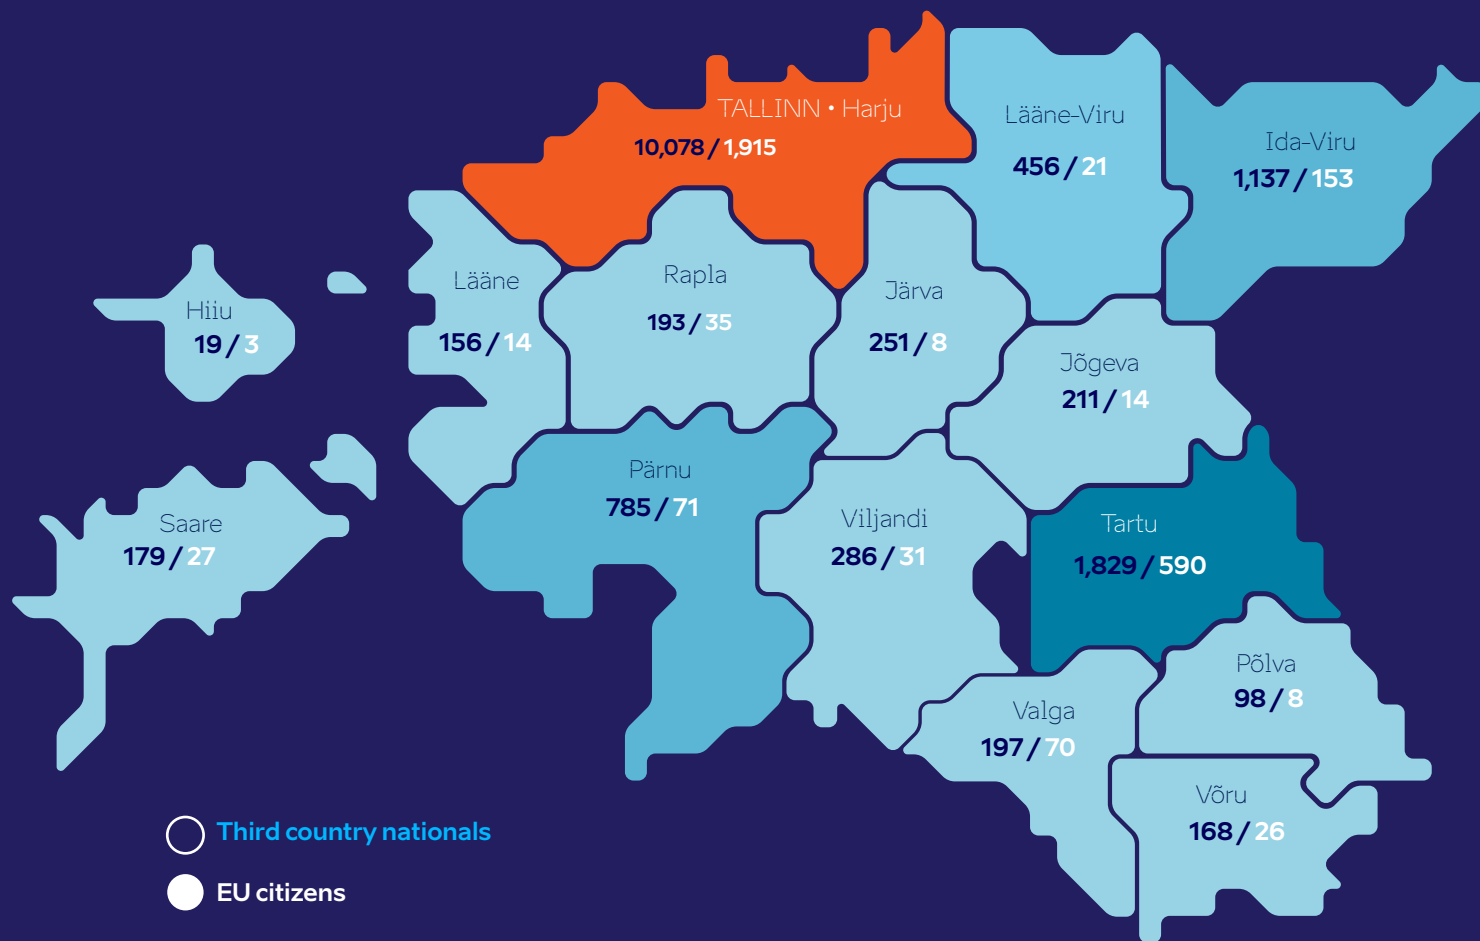 TALLINN • Harju
10,078 / 1,915
Lääne-Viru
456 / 21
Ida-Viru
1,137 / 153
Hiiu
19 / 3
Lääne
156 / 14
Rapla
193 / 35
Järva
251 / 8
Jõgeva
211 / 14
Saare
179 / 27
Pärnu
785 / 71
Viljandi
286 / 31
Tartu
1,829 / 590
Põlva
98 / 8
Valga
197 / 70
Võru
168 / 26
Third country nationals
EU citizens